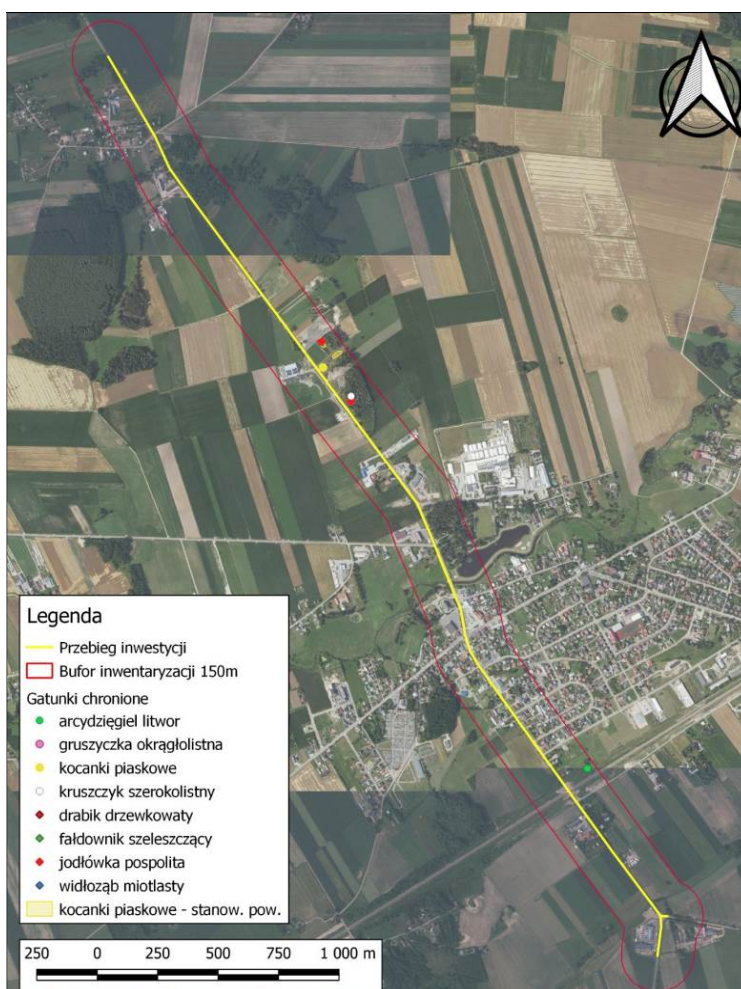 Legenda
Przebieg inwestycji
Bufor inwentaryzacji 150m
Gatunki chronione
arcydzięgiel litwor
gruszyczka okrągłolistna
kocanki piaskowe
kruszczyk szerokolistny
drabik drzewkowaty
fałdownik szeleszczący
jodłówka pospolita
widłoząb miotlasty
kocanki piaskowe - stanow. pow.
250 0 250 500 750 1 000 m